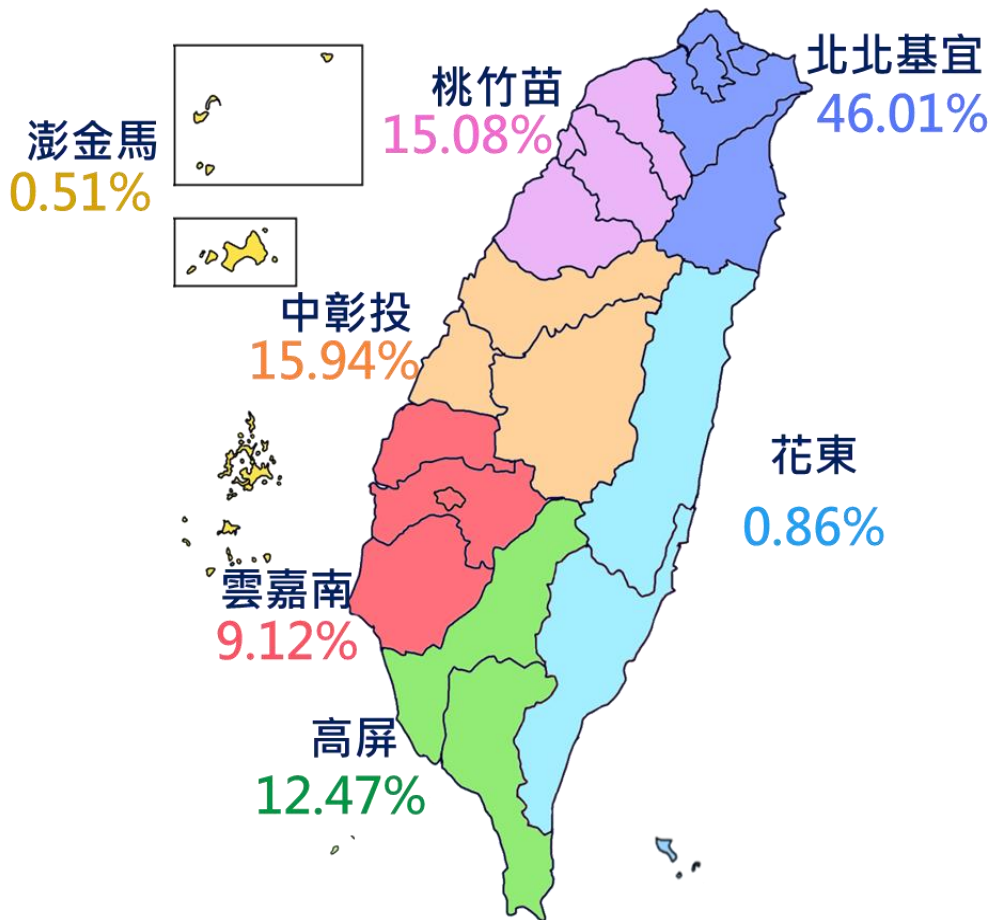 北北基宜
46.01%
桃竹苗
15.08%
澎金馬
0.51%
中彰投
15.94%
花東
0.86%
雲嘉南
9.12%
高屏
12.47%